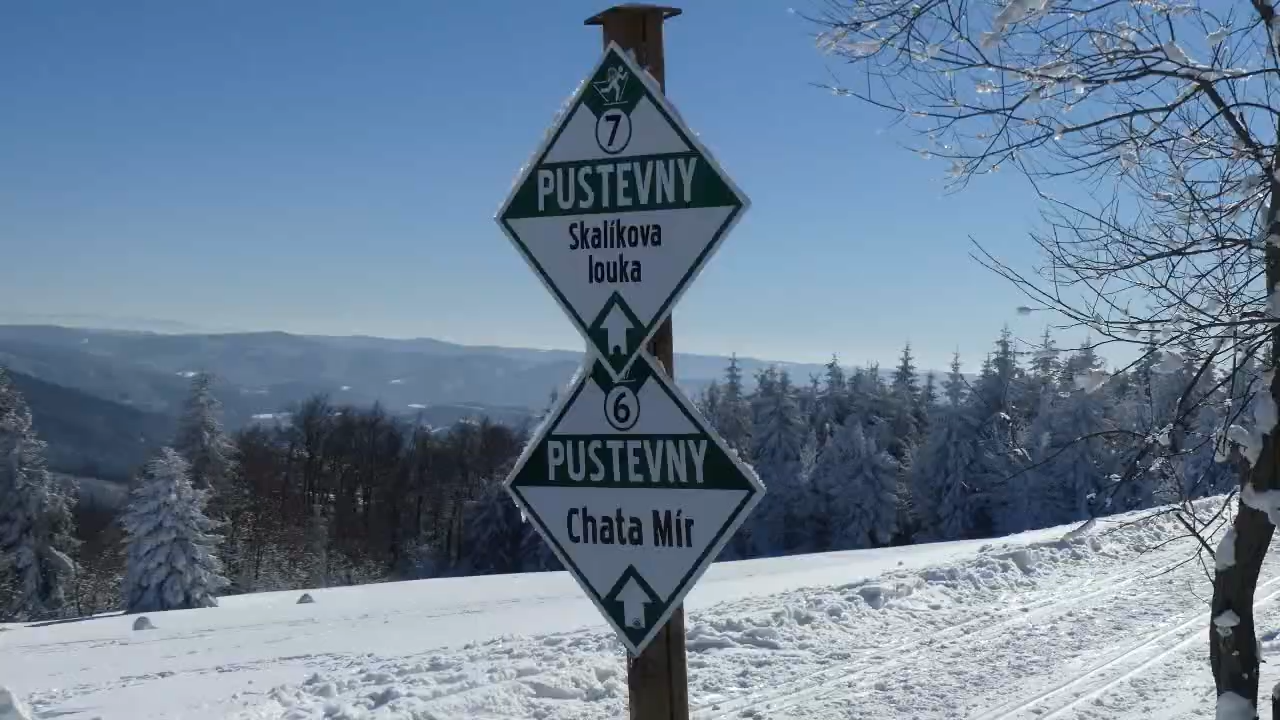 7
PUSTEVNY
Skalíkova
louka
6
PUSTEVNY
Chata Mír